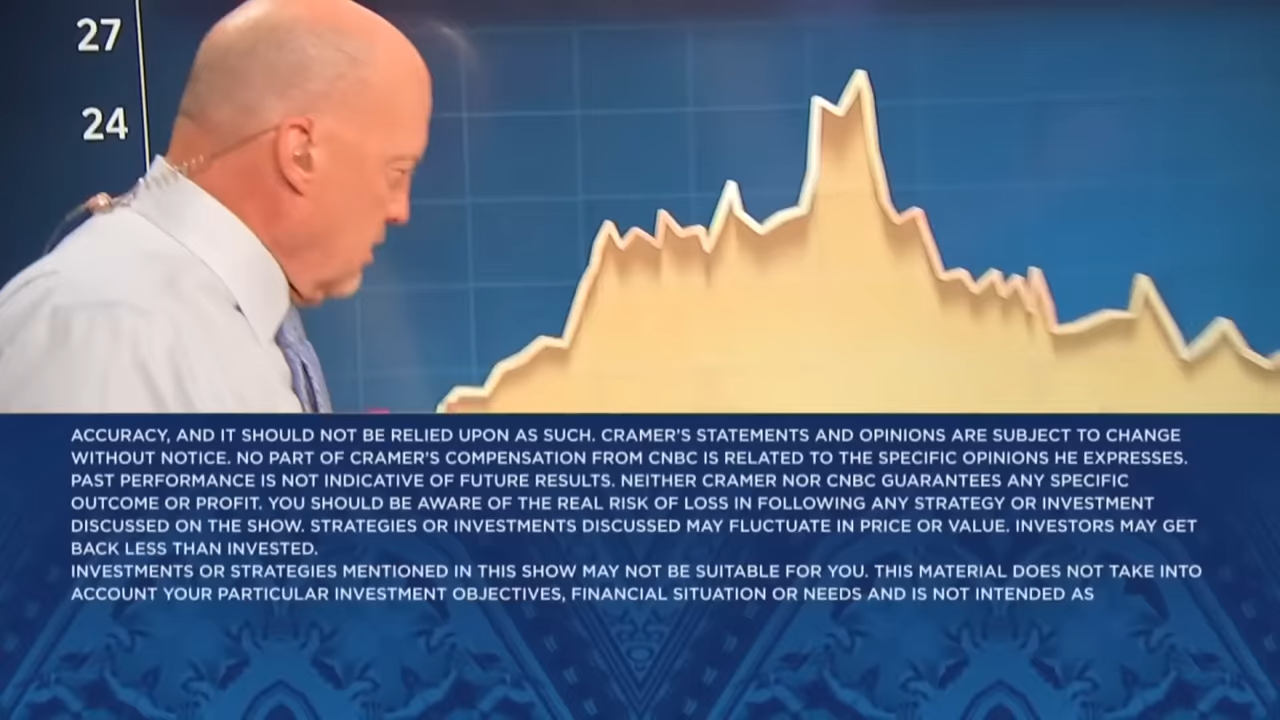 27
24
ACCURACY, AND IT SHOULD NOT BE RELIED UPON AS SUCH. CRAMER'S STATEMENTS AND OPINIONS ARE SUBJECT TO CHANGE
WITHOUT NOTICE. NO PART OF CRAMER'S COMPENSATION FROM CNBC IS RELATED TO THE SPECIFIC OPINIONS HE EXPRESSES.
PAST PERFORMANCE IS NOT INDICATIVE OF FUTURE RESULTS. NEITHER CRAMER NOR CNBC GUARANTEES ANY SPECIFIC
OUTCOME OR PROFIT. YOU SHOULD BE AWARE OF THE REAL RISK OF LOSS IN FOLLOWING ANY STRATEGY OR INVESTMENT
DISCUSSED ON THE SHOW. STRATEGIES OR INVESTMENTS DISCUSSED MAY FLUCTUATE IN PRICE OR VALUE. INVESTORS MAY GET
BACK LESS THAN INVESTED.
INVESTMENTS OR STRATEGIES MENTIONED IN THIS SHOW MAY NOT BE SUITABLE FOR YOU. THIS MATERIAL DOES NOT TAKE INTO
ACCOUNT YOUR PARTICULAR INVESTMENT OBJECTIVES, FINANCIAL SITUATION OR NEEDS AND IS NOT INTENDED AS